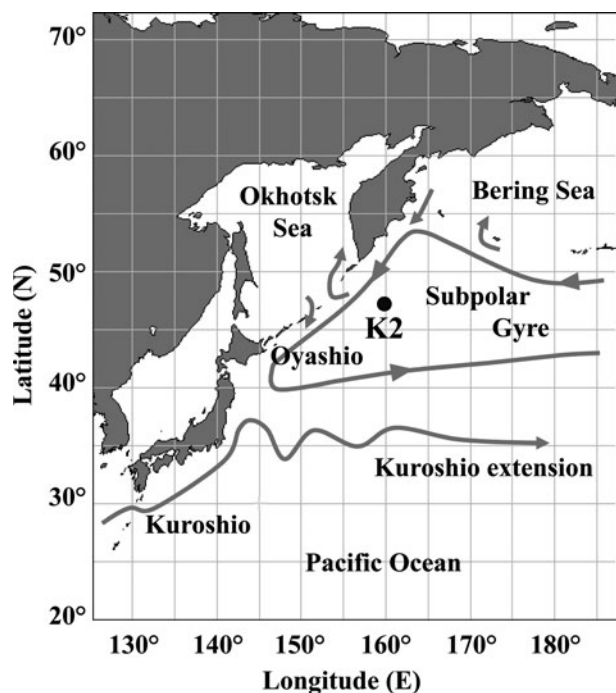 70°
60°
50°
40°
30°
20°
Latitude (N)
Okhotsk
Sea
Bering Sea
Subpolar
Gyre
K2
Oyashio
Kuroshio extension
Kuroshio
Pacific Ocean
130° 140° 150° 160° 170° 180°
Longitude (E)